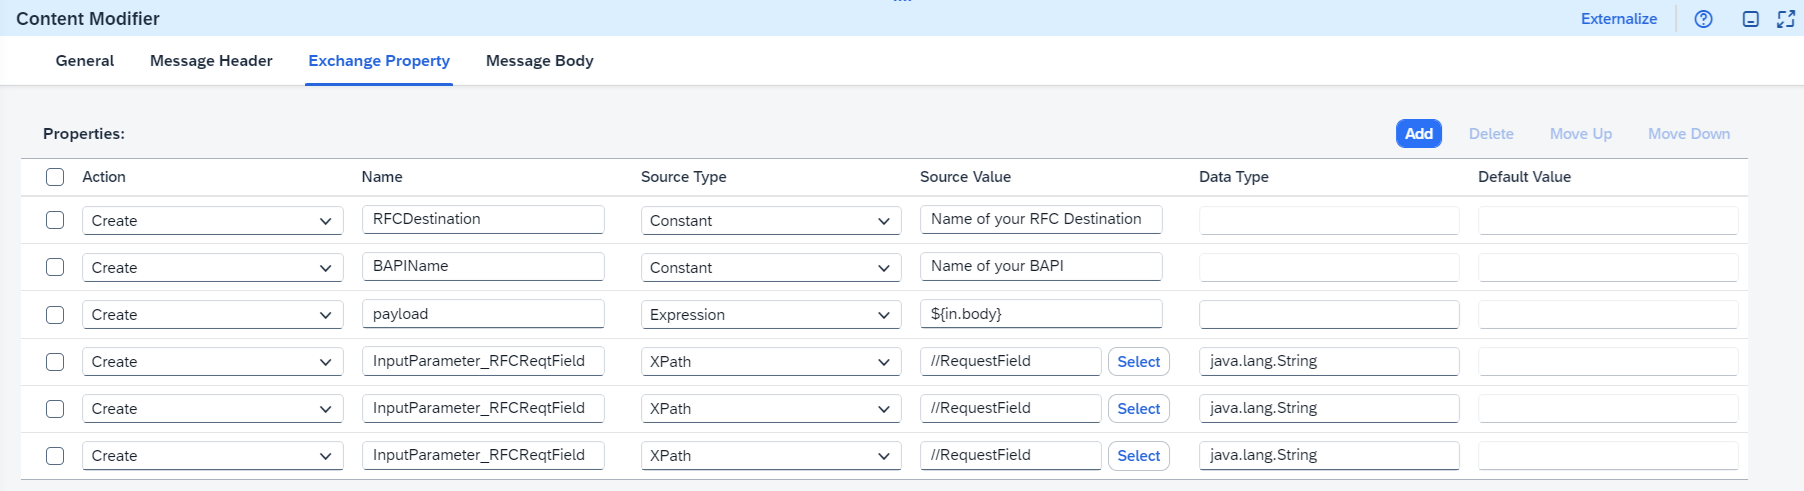 Content Modifier Externalize
General Message Header Exchange Property Message Body
Properties: Add Delete Move Up Move Down
Action Name Source Type Source Value Data Type Default Value
Create RFCDestination Constant Name of your RFC Destination
Create BAPIName Constant Name of your BAPI
Create payload Expression ${in.body}
Create InputParameter_RFCReqtField XPath //RequestField Select java.lang.String
Create InputParameter_RFCReqtField XPath //RequestField Select java.lang.String
Create InputParameter_RFCReqtField XPath //RequestField Select java.lang.String